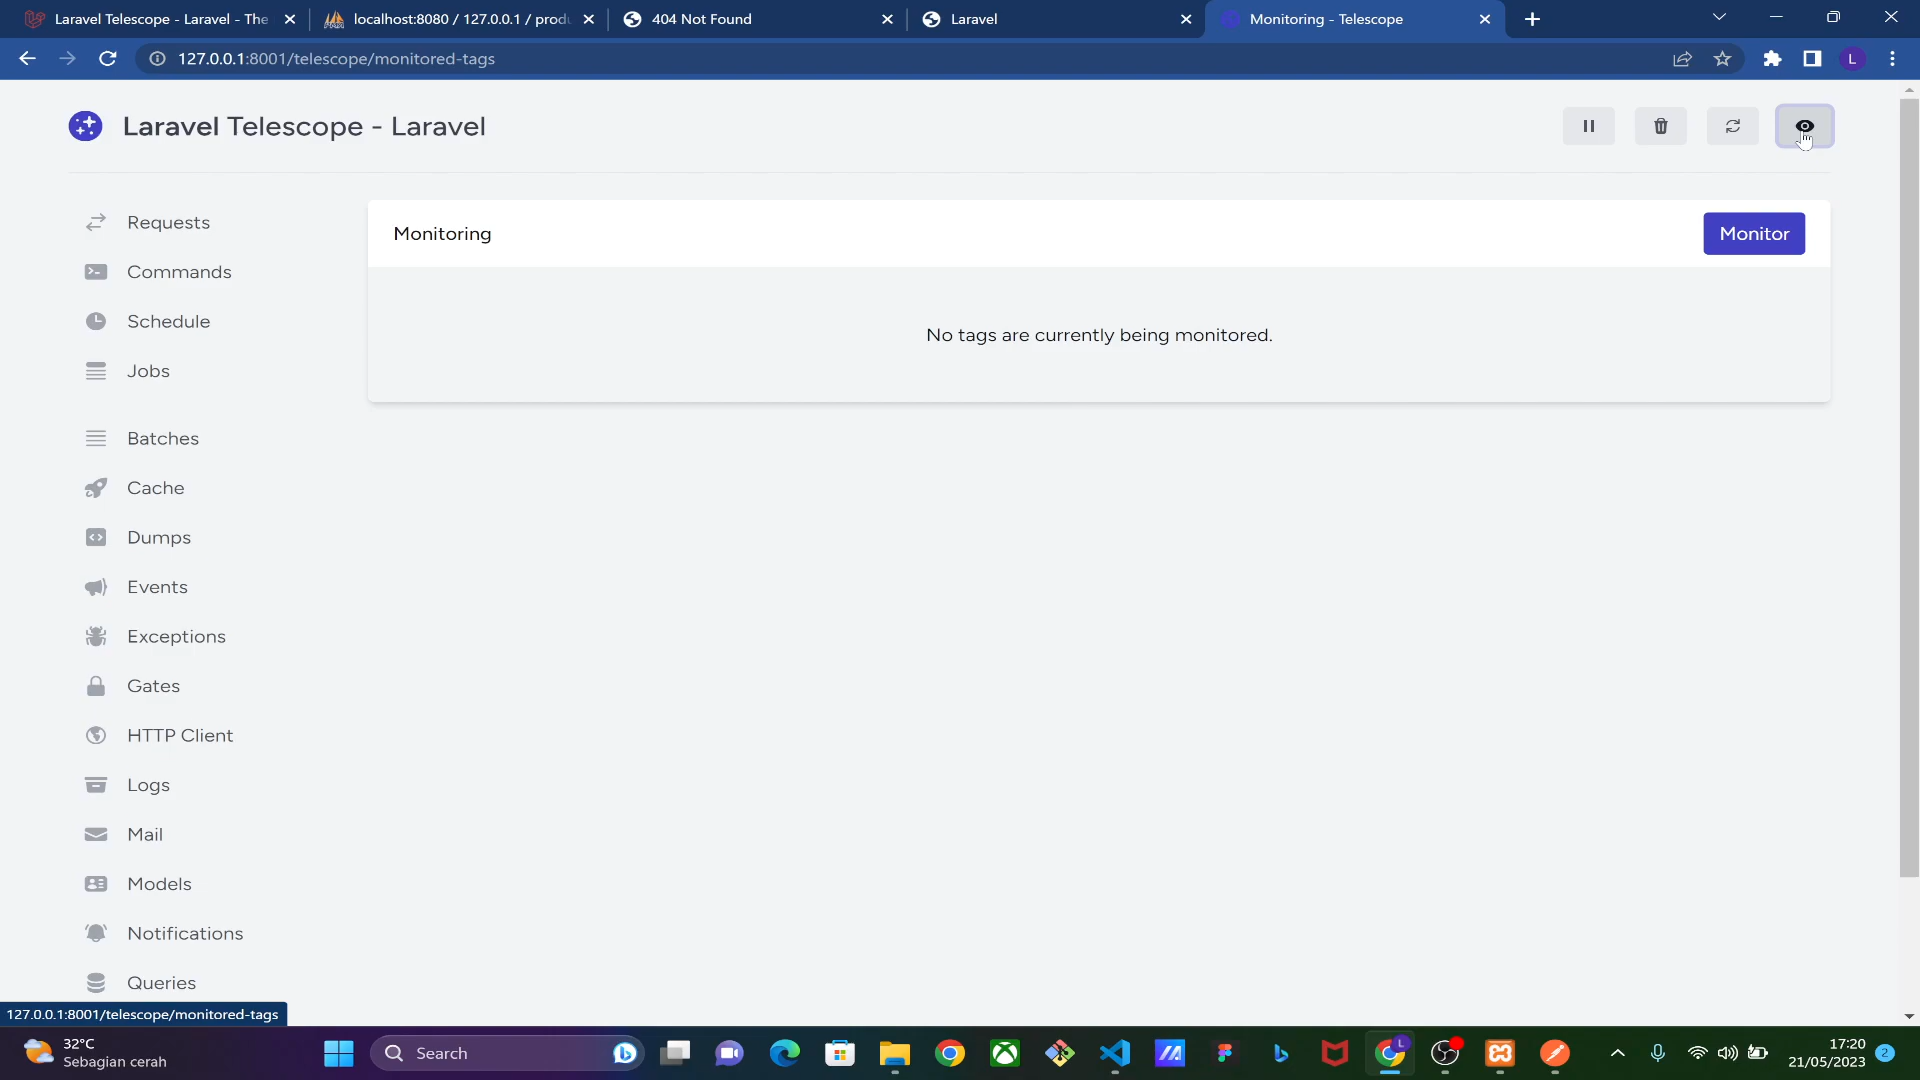 Laravel Telescope - Laravel - The
localhost:8080 / 127.0.0.1 / produ
404 Not Found
Laravel
Monitoring - Telescope
127.0.0.1:8001/telescope/monitored-tags
L
Laravel Telescope - Laravel
Requests
Commands
Schedule
Jobs
Batches
Cache
Dumps
Events
Exceptions
Gates
HTTP Client
Logs
Mail
Models
Notifications
Queries
Monitoring
Monitor
No tags are currently being monitored.
127.0.0.1:8001/telescope/monitored-tags
32°C
Sebagian cerah
Search
L
17:20
21/05/2023
2